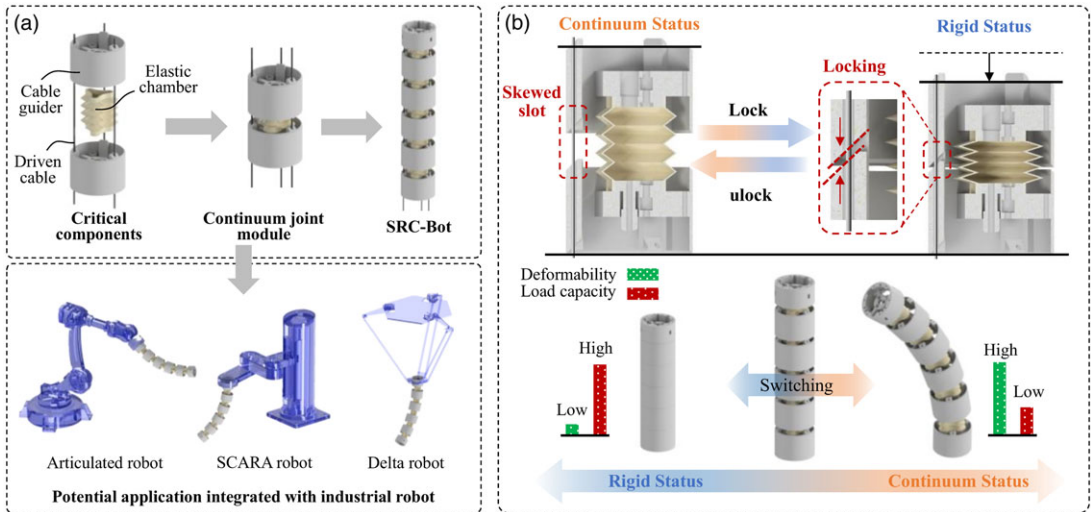 (a)
Cable
guider
Elastic
chamber
Driven
cable
Critical
components
Continuum joint
module
SRC-Bot
Articulated robot
SCARA robot
Delta robot
Potential application integrated with industrial robot
(b)
Continuum Status
Rigid Status
Skewed
slot
Lock
ulock
Locking
Deformability
Load capacity
Low
High
Switching
High
Low
Rigid Status
Continuum Status